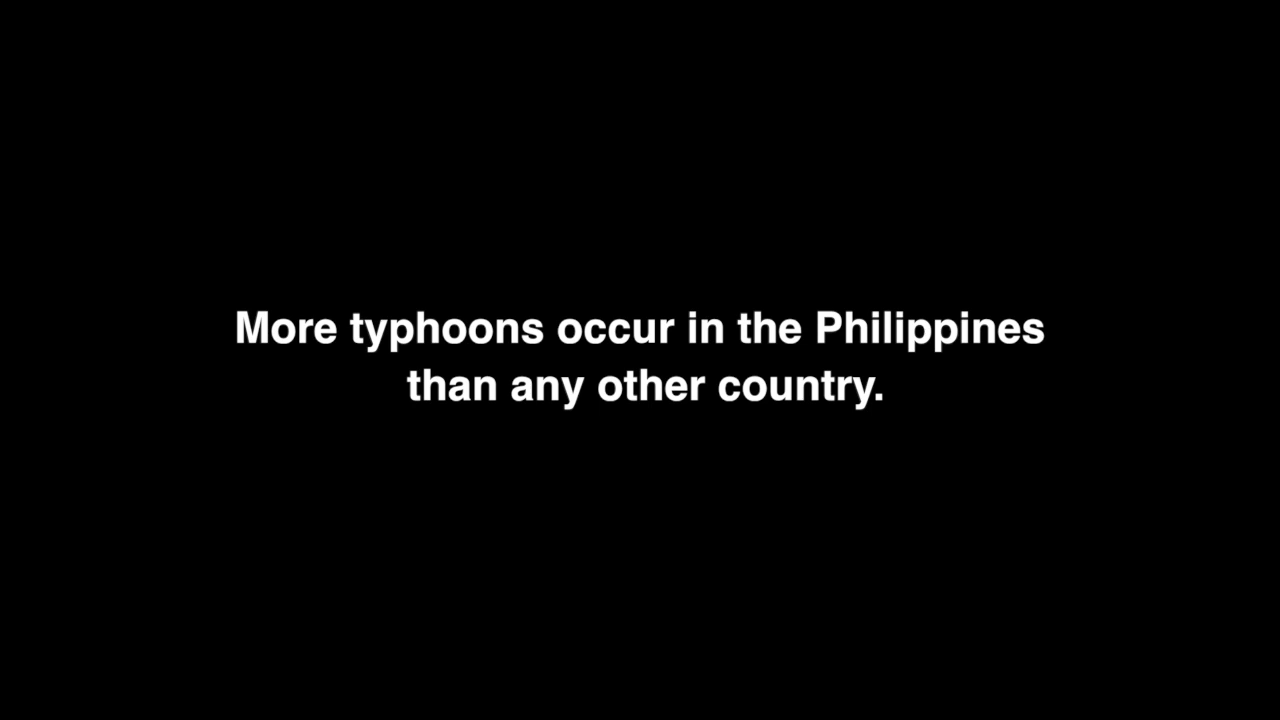 More typhoons occur in the Philippines
than any other country.